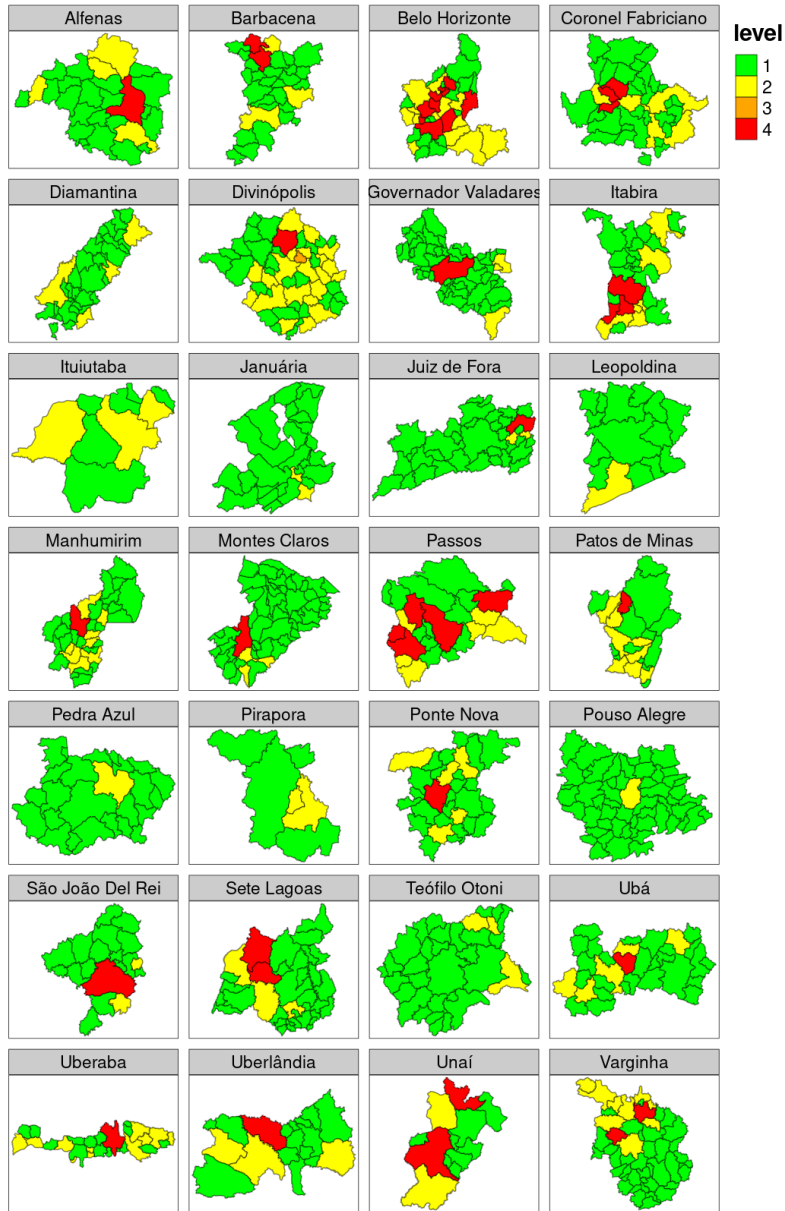 Alfenas
Barbacena
Belo Horizonte
Coronel Fabriciano
level
1
2
3
4
Diamantina
Divinópolis
Governador Valadares
Itabira
Ituiutaba
Januária
Juiz de Fora
Leopoldina
Manhumirim
Montes Claros
Passos
Patos de Minas
Pedra Azul
Pirapora
Ponte Nova
Pouso Alegre
São João Del Rei
Sete Lagoas
Teófilo Otoni
Ubá
Uberaba
Uberlândia
Unaí
Varginha